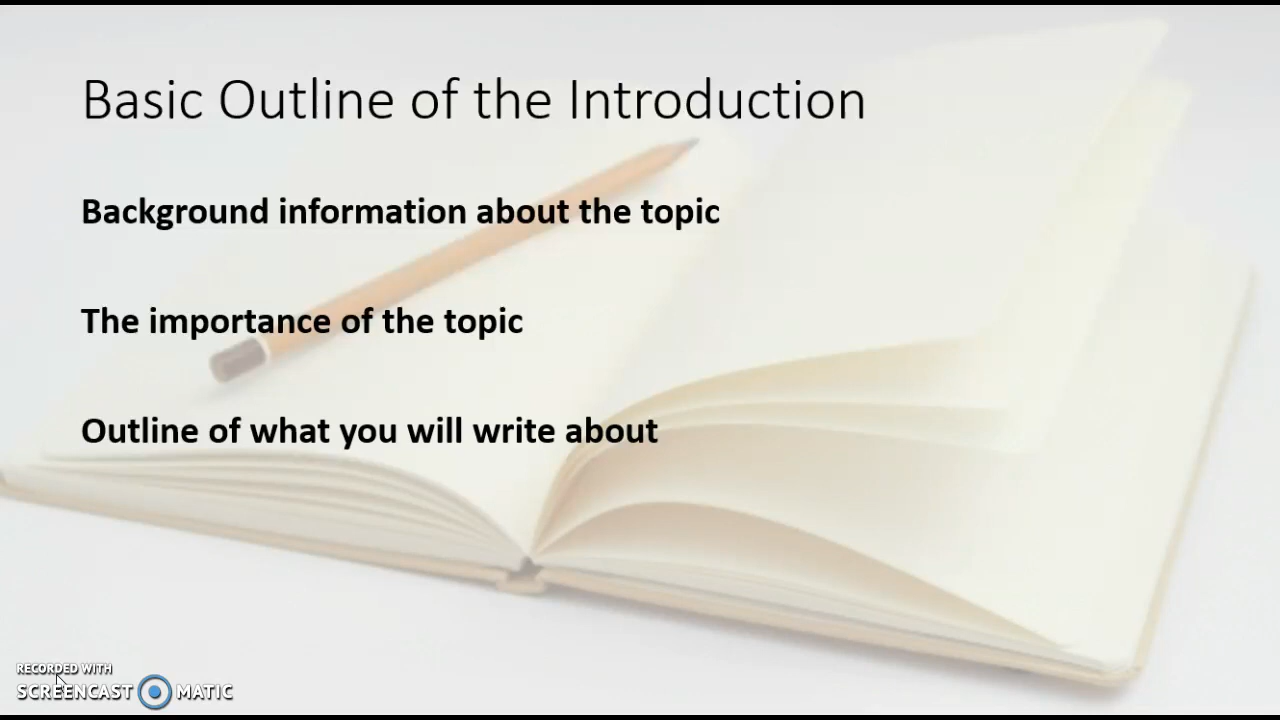 Basic Outline of the Introduction
Background information about the topic
The importance of the topic
Outline of what you will write about
RECORDED WITH
SCREENCAST MATIC